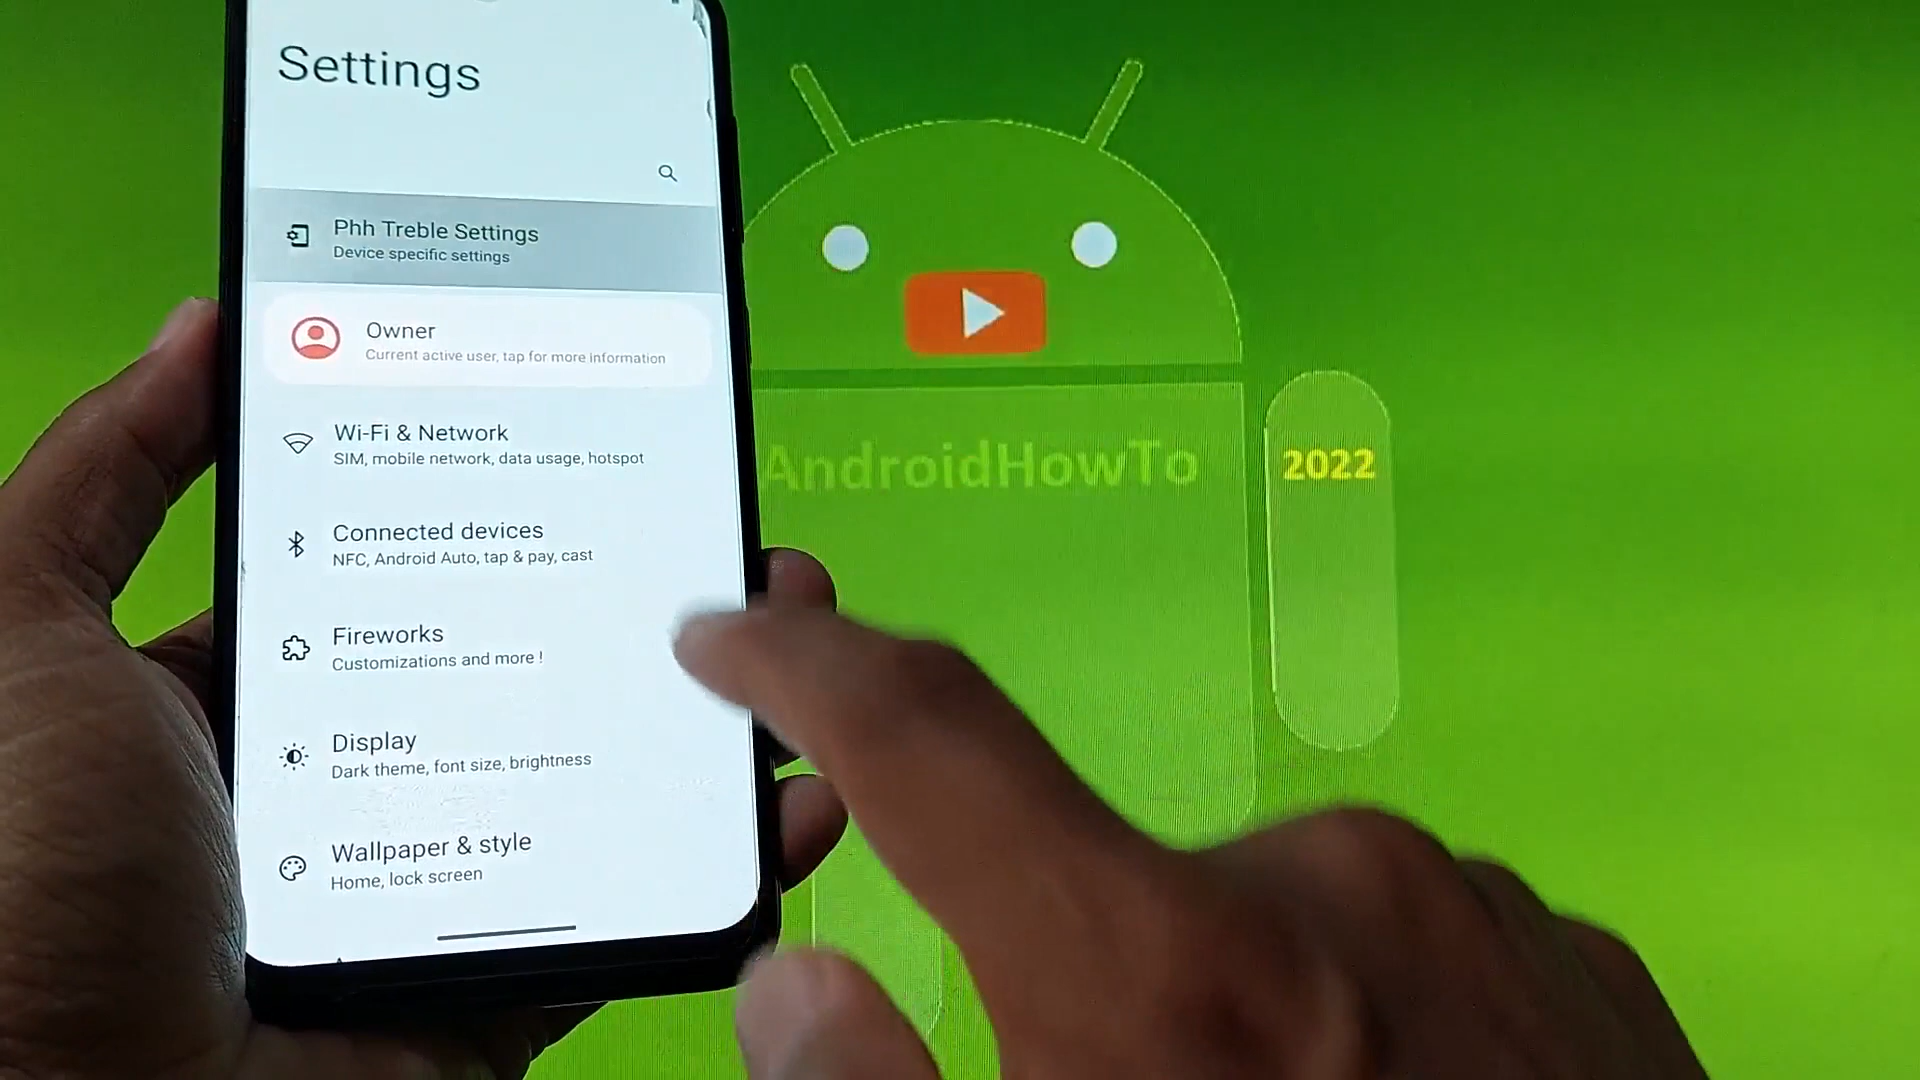 Settings
Phh Treble Settings
Device specific settings
Owner
Current active user, tap for more information
Wi-Fi & Network
SIM, mobile network, data usage, hotspot
Connected devices
NFC, Android Auto, tap & pay, cast
Fireworks
Customizations and more !
Display
Dark theme, font size, brightness
Wallpaper & style
Home, lock screen
AndroidHowTo
2022